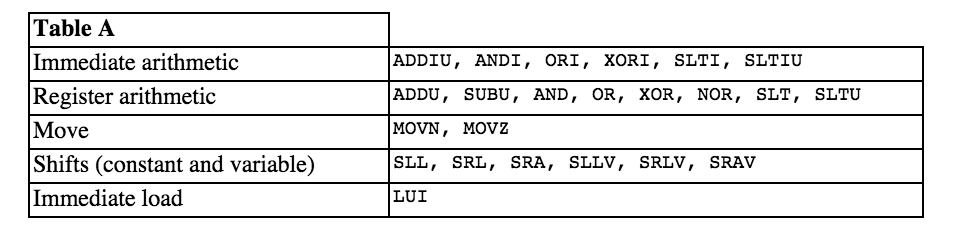 Table A
Immediate arithmetic ADDIU, ANDI, ORI, XORI, SLTI, SLTIU
Register arithmetic ADDU, SUBU, AND, OR, XOR, NOR, SLT, SLTU
Move MOVN, MOVZ
Shifts (constant and variable) SLL, SRL, SRA, SLLV, SRLV, SRAV
Immediate load LUI